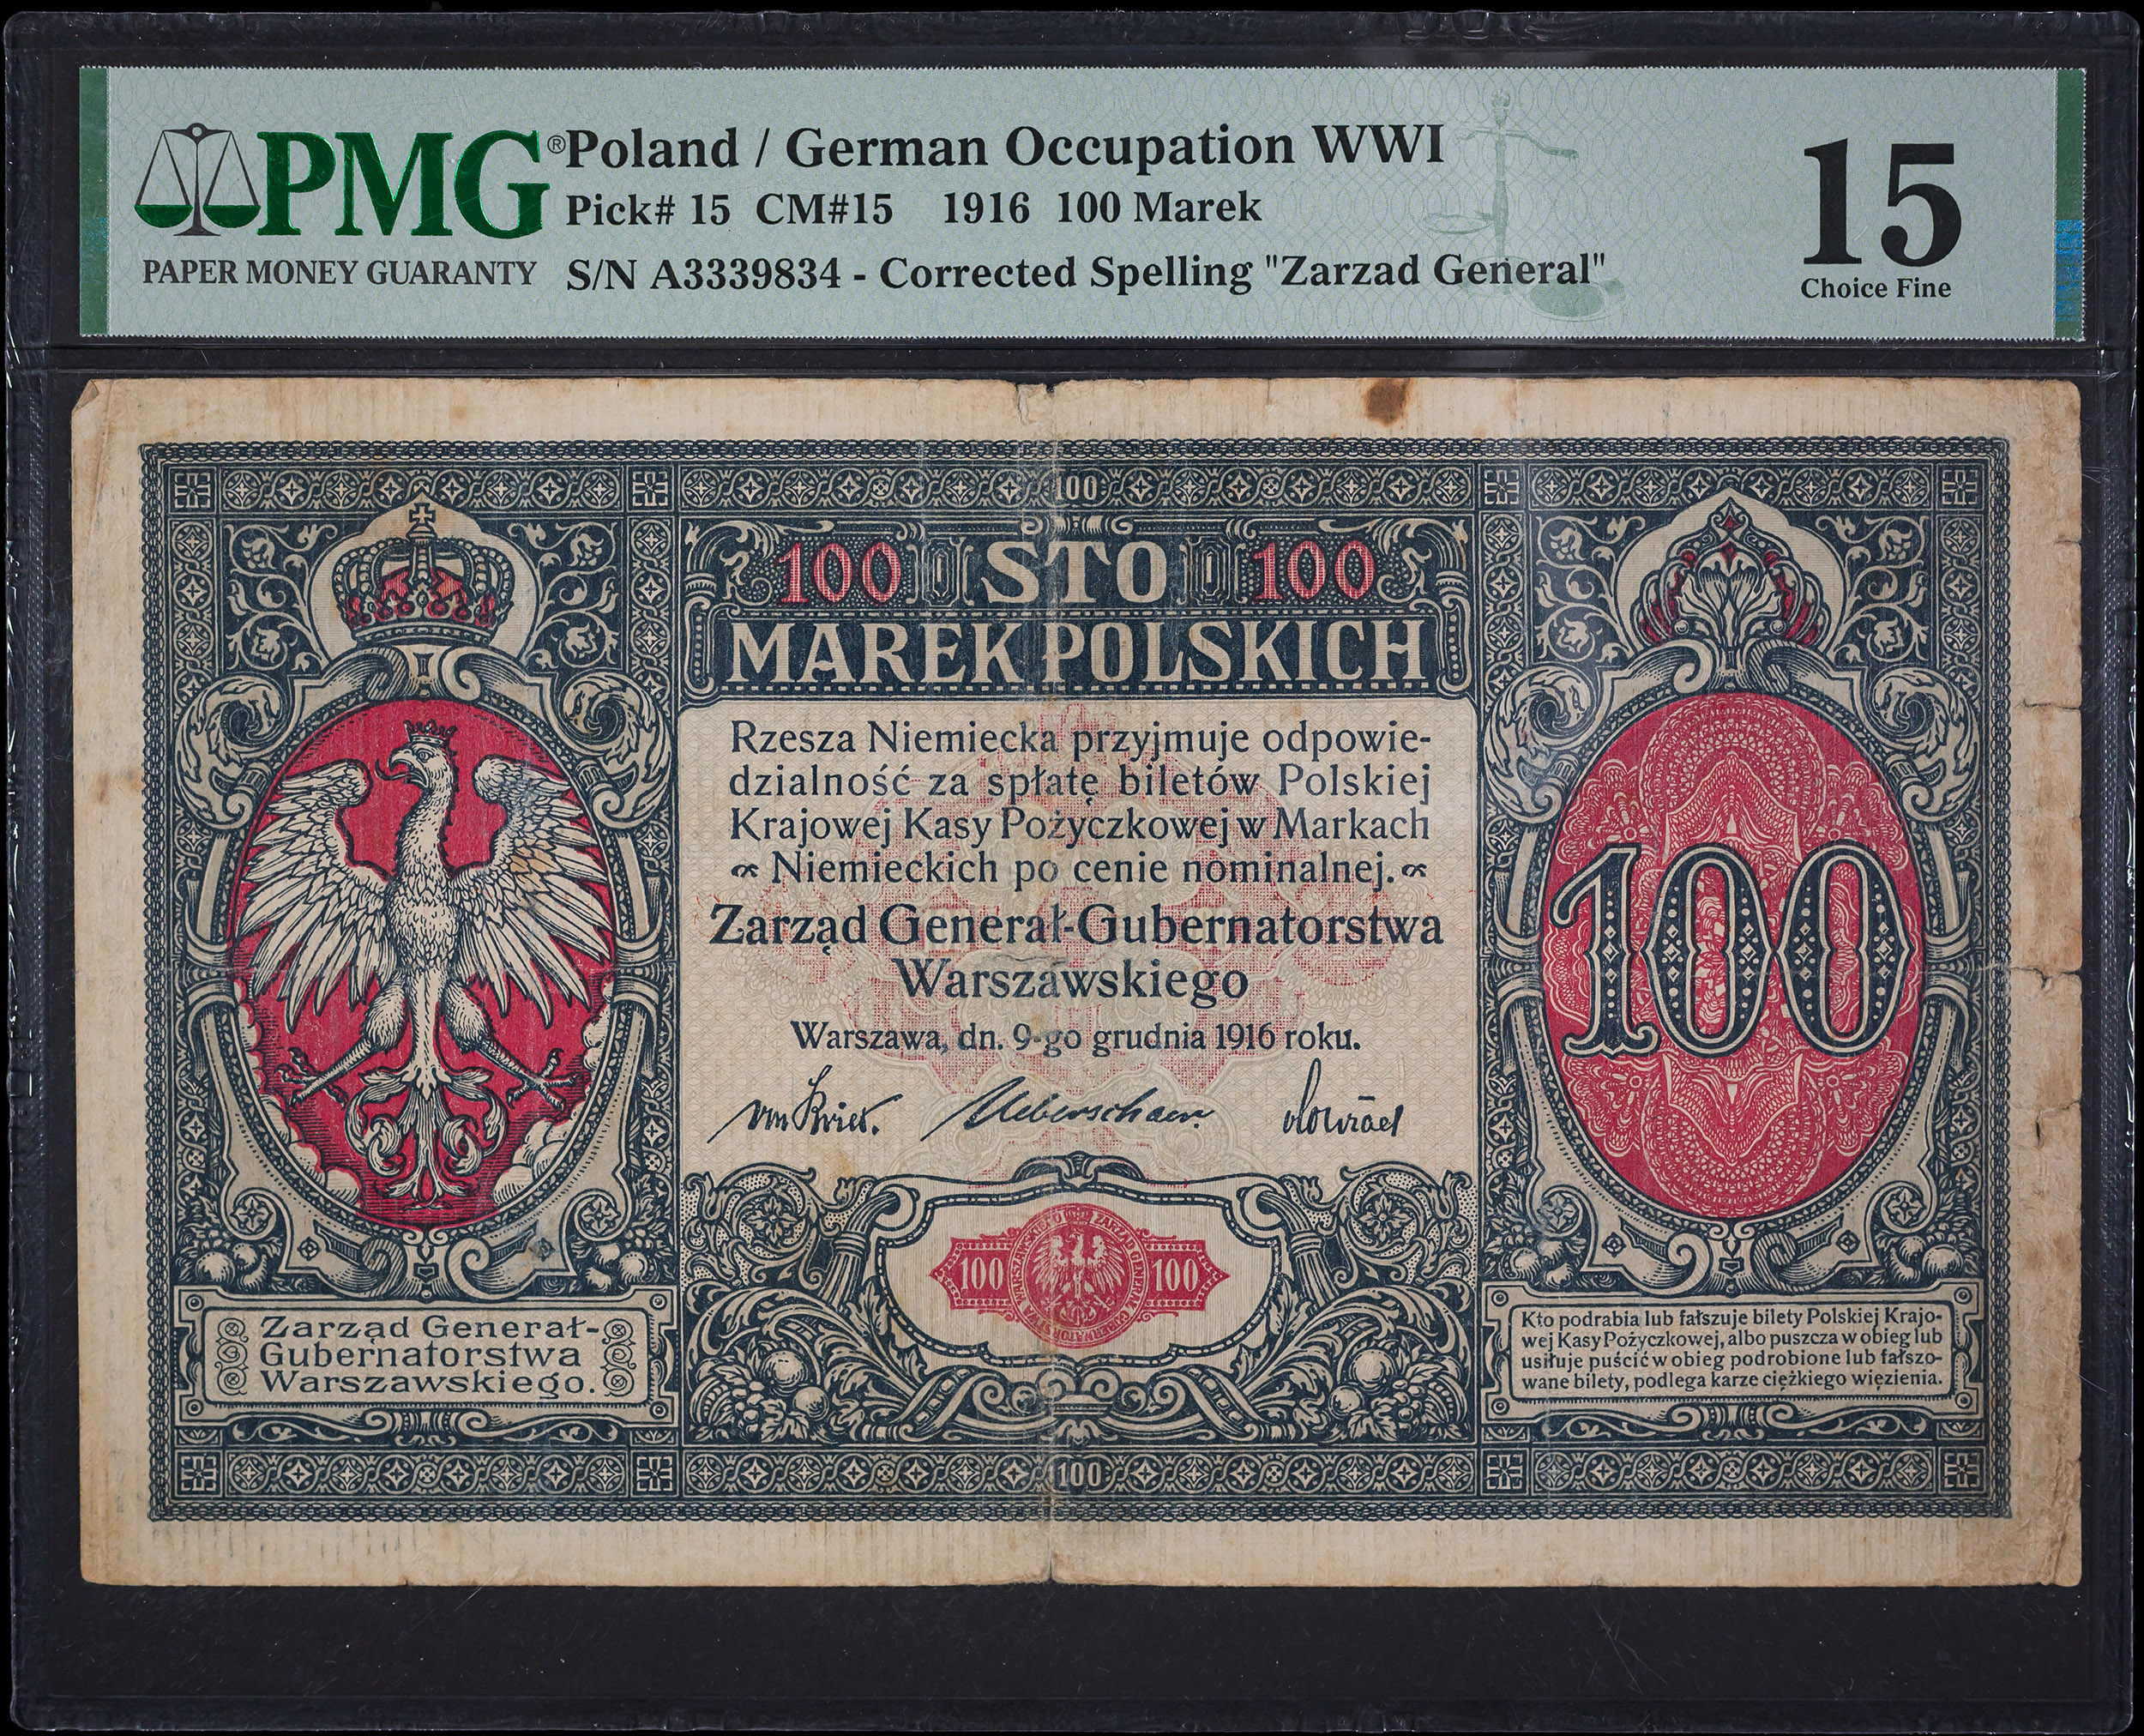 PMG® Poland / German Occupation WWI
Pick# 15 CM#15 1916 100 Marek
PAPER MONEY GUARANTY
S/N A3339834 - Corrected Spelling "Zarzad General"
15
Choice Fine
100
100 STO 100
MAREK POLSKICH
Rzesza Niemiecka przyjmuje odpowie-
dzialność za spłatę biletów Polskiej
Krajowej Kasy Pożyczkowej w Markach
Niemieckich po cenie nominalnej.
Zarząd Generał-Gubernatorstwa
Warszawskiego
Warszawa, dn. 9-go grudnia 1916 roku.
von Kries.
100
100 100
Zarząd Generał-
Gubernatorstwa
Warszawskiego.
Kto podrabia lub fałszuje bilety Polskiej Krajo-
wej Kasy Pożyczkowej, albo puszcza w obieg lub
usiłuje puścić w obieg podrobione lub fałszo-
wane bilety, podlega karze ciężkiego więzienia.
100